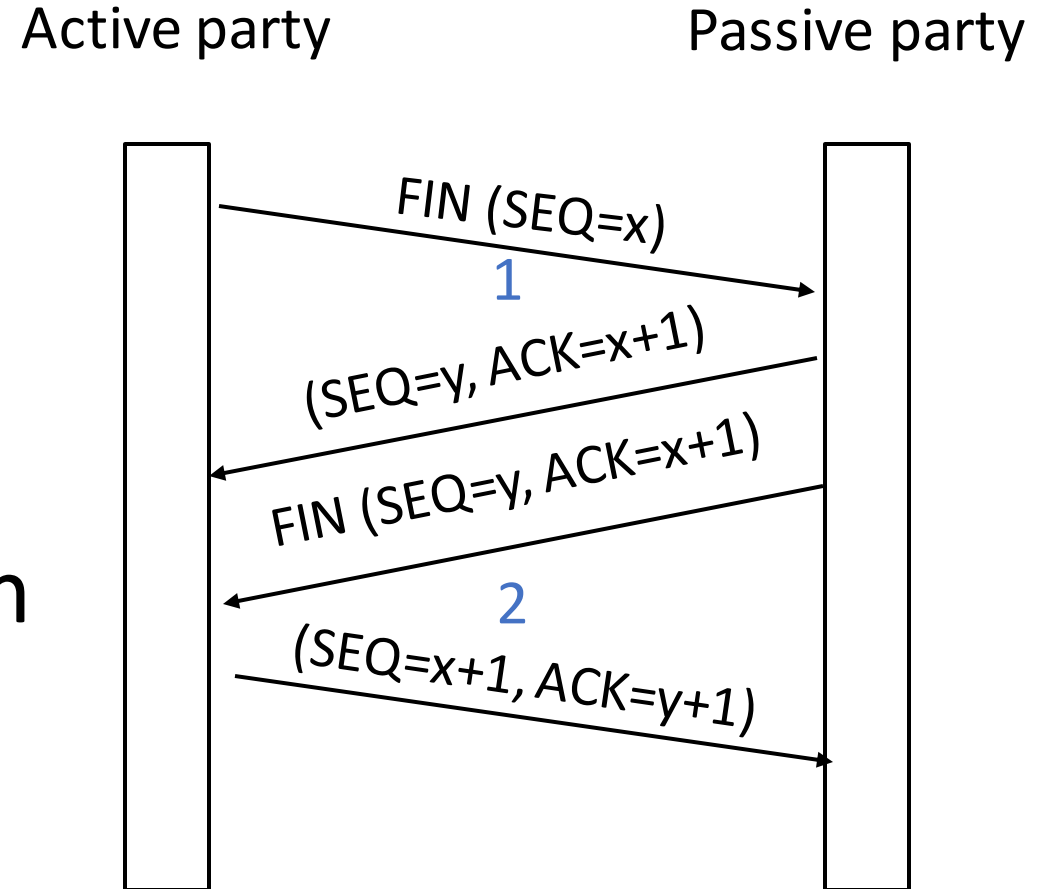 Active party
Passive party
FIN (SEQ=x)
1
(SEQ=y, ACK=x+1)
FIN (SEQ=y, ACK=x+1)
2
(SEQ=x+1, ACK=y+1)